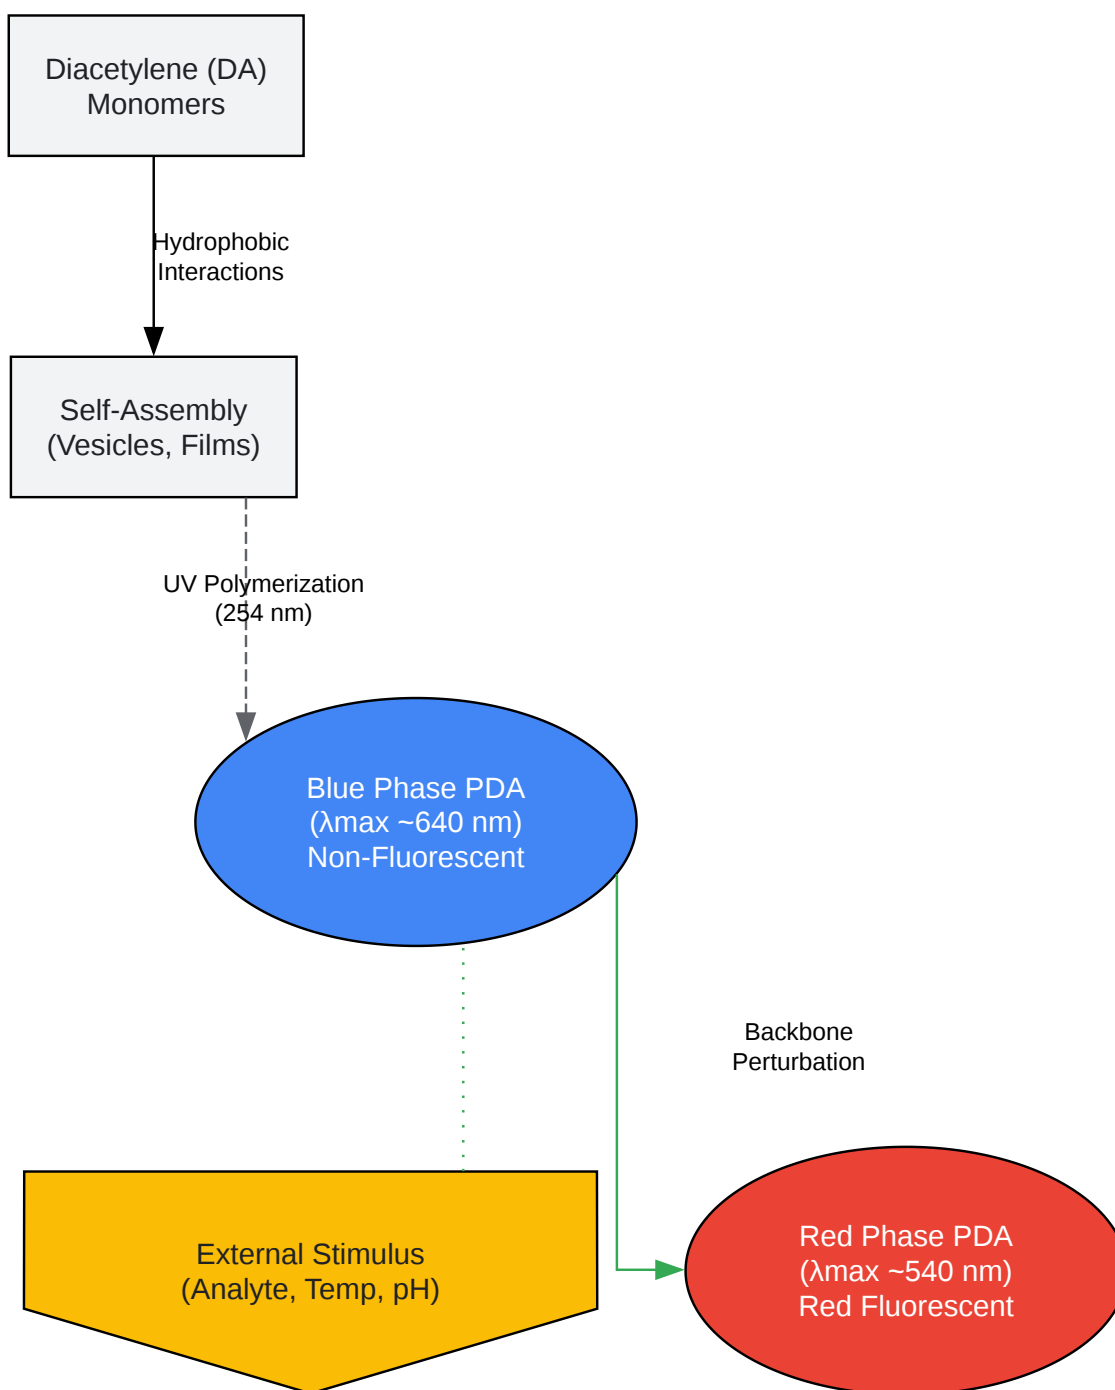 Diacetylene (DA)
Monomers
Hydrophobic
Interactions
Self-Assembly
(Vesicles, Films)
UV Polymerization
(254 nm)
Blue Phase PDA
(λmax ~640 nm)
Non-Fluorescent
Backbone
Perturbation
External Stimulus
(Analyte, Temp, pH)
Red Phase PDA
(λmax ~540 nm)
Red Fluorescent